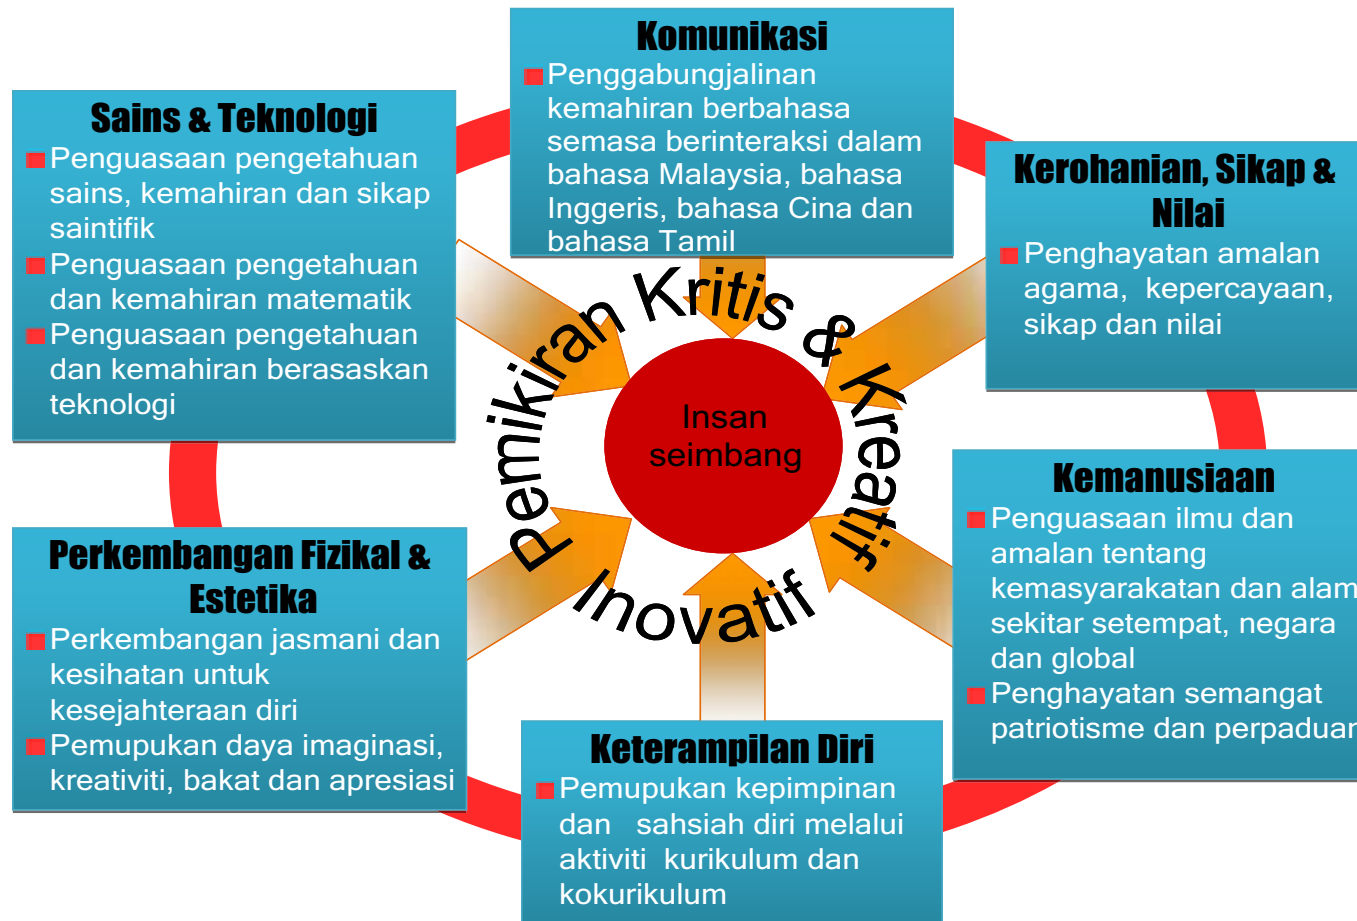 Komunikasi
Penggabungjalinan
kemahiran berbahasa
semasa berinteraksi dalam
bahasa Malaysia, bahasa
Inggeris, bahasa Cina dan
bahasa Tamil
Sains & Teknologi
Penguasaan pengetahuan
sains, kemahiran dan sikap
saintifik
Penguasaan pengetahuan
dan kemahiran matematik
Penguasaan pengetahuan
dan kemahiran berasaskan
teknologi
Kerohanian, Sikap &
Nilai
Penghayatan amalan
agama, kepercayaan,
sikap dan nilai
Pemikiran Kritis & Kreatif
Inovatif
Insan
seimbang
Perkembangan Fizikal &
Estetika
Perkembangan jasmani dan
kesihatan untuk
kesejahteraan diri
Pemupukan daya imaginasi,
kreativiti, bakat dan apresiasi
Kemanusiaan
Penguasaan ilmu dan
amalan tentang
kemasyarakatan dan alam
sekitar setempat, negara
dan global
Penghayatan semangat
patriotisme dan perpaduan
Keterampilan Diri
Pemupukan kepimpinan
dan sahsiah diri melalui
aktiviti kurikulum dan
kokurikulum